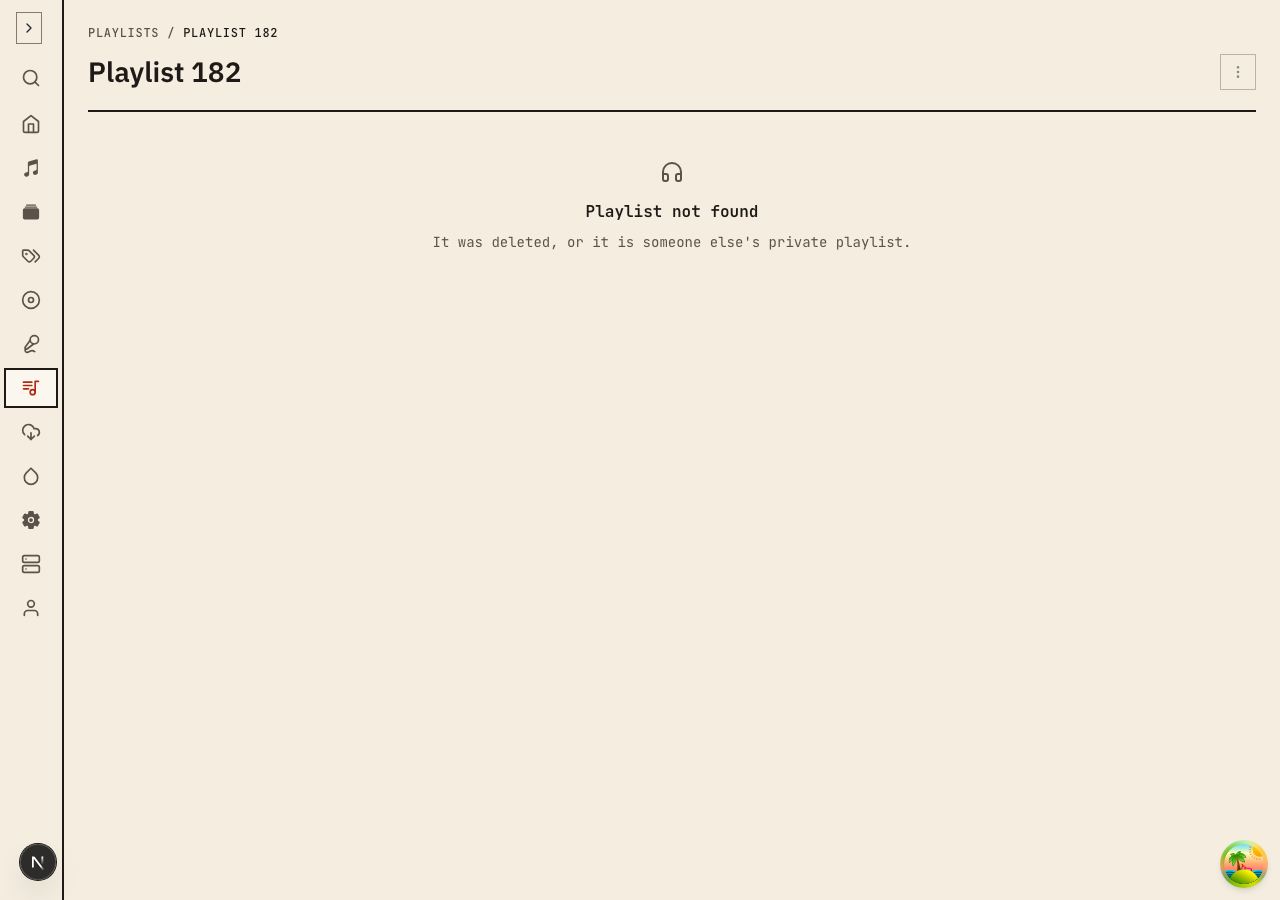 PLAYLISTS / PLAYLIST 182
Playlist 182
Playlist not found
It was deleted, or it is someone else's private playlist.
N